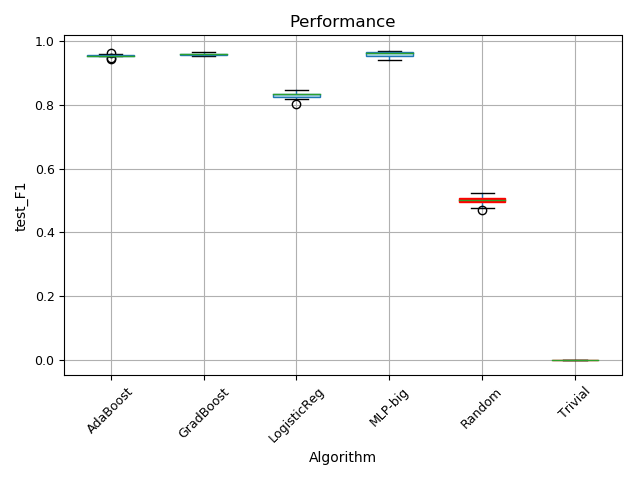 Performance
test_F1
1.0
0.8
0.6
0.4
0.2
0.0
AdaBoost
GradBoost
LogisticReg
MLP-big
Random
Trivial
Algorithm